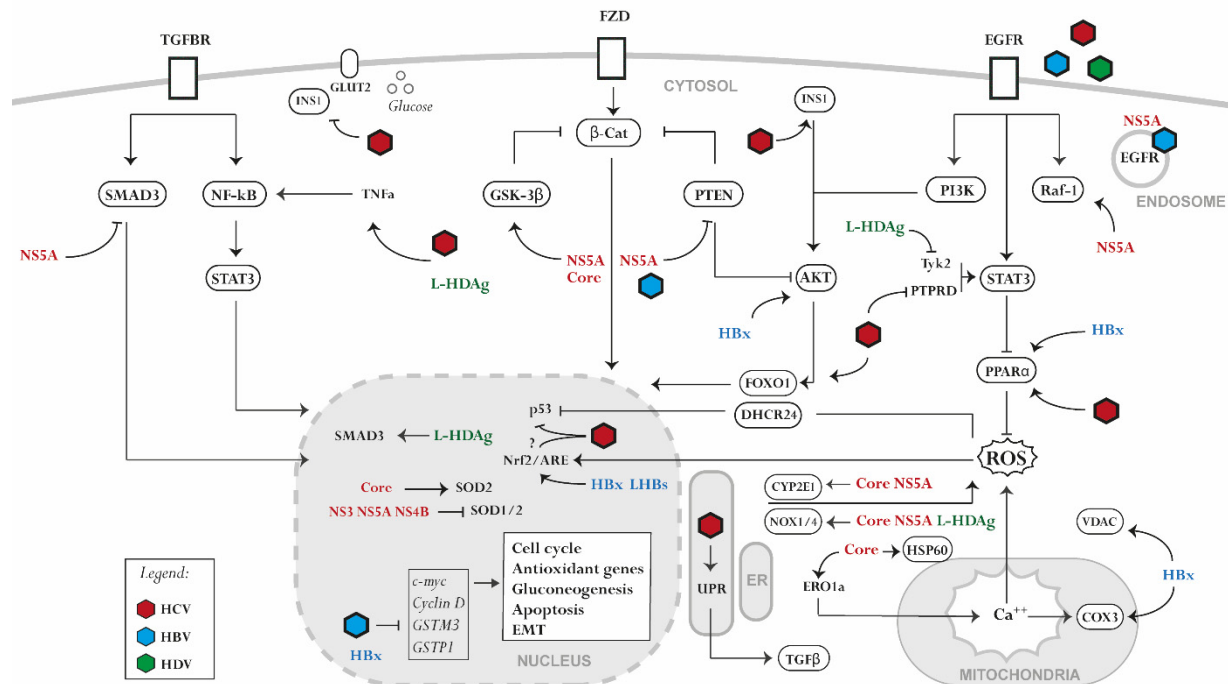 FZD
TGFBR
EGFR
GLUT2
CYTOSOL
INS1
Glucose
INS1
β-Cat
NS5A
EGFR
ENDOSOME
SMAD3
NF-kB
TNFa
GSK-3β
PTEN
PI3K
Raf-1
L-HDAg
NS5A
NS5A
NS5A
Core
NS5A
Tyk2
STAT3
L-HDAg
AKT
STAT3
PTPRD
HBx
HBx
PPARα
FOXO1
p53
DHCR24
SMAD3
L-HDAg
?
Nrf2/ARE
ROS
HBx LHBs
CYP2E1
Core NS5A
Core
SOD2
NS3 NS5A NS4B
SOD1/2
NOX1/4
Core NS5A L-HDAg
VDAC
Core
HSP60
Cell cycle
Antioxidant genes
Gluconeogenesis
Apoptosis
EMT
Legend:
HCV
HBV
HDV
c-myc
Cyclin D
GSTM3
GSTP1
HBx
UPR
ER
ERO1a
HBx
Ca⁺⁺
COX3
NUCLEUS
TGFβ
MITOCHONDRIA